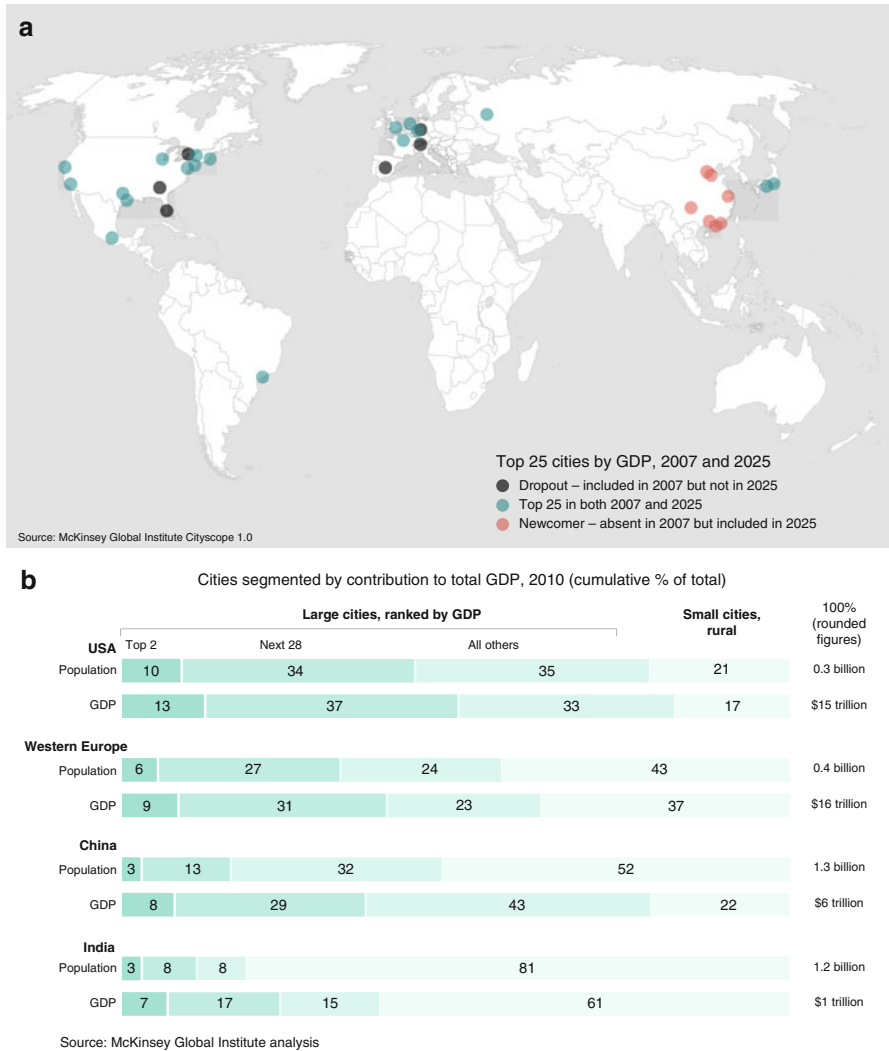 a
Top 25 cities by GDP, 2007 and 2025
Dropout – included in 2007 but not in 2025
Top 25 in both 2007 and 2025
Newcomer – absent in 2007 but included in 2025
Source: McKinsey Global Institute Cityscope 1.0
b
Cities segmented by contribution to total GDP, 2010 (cumulative % of total)
Large cities, ranked by GDP
Small cities,
rural
100%
(rounded
figures)
USA Top 2 Next 28 All others
Population 10 34 35 21 0.3 billion
GDP 13 37 33 17 $15 trillion
Western Europe
Population 6 27 24 43 0.4 billion
GDP 9 31 23 37 $16 trillion
China
Population 3 13 32 52 1.3 billion
GDP 8 29 43 22 $6 trillion
India
Population 3 8 8 81 1.2 billion
GDP 7 17 15 61 $1 trillion
Source: McKinsey Global Institute analysis